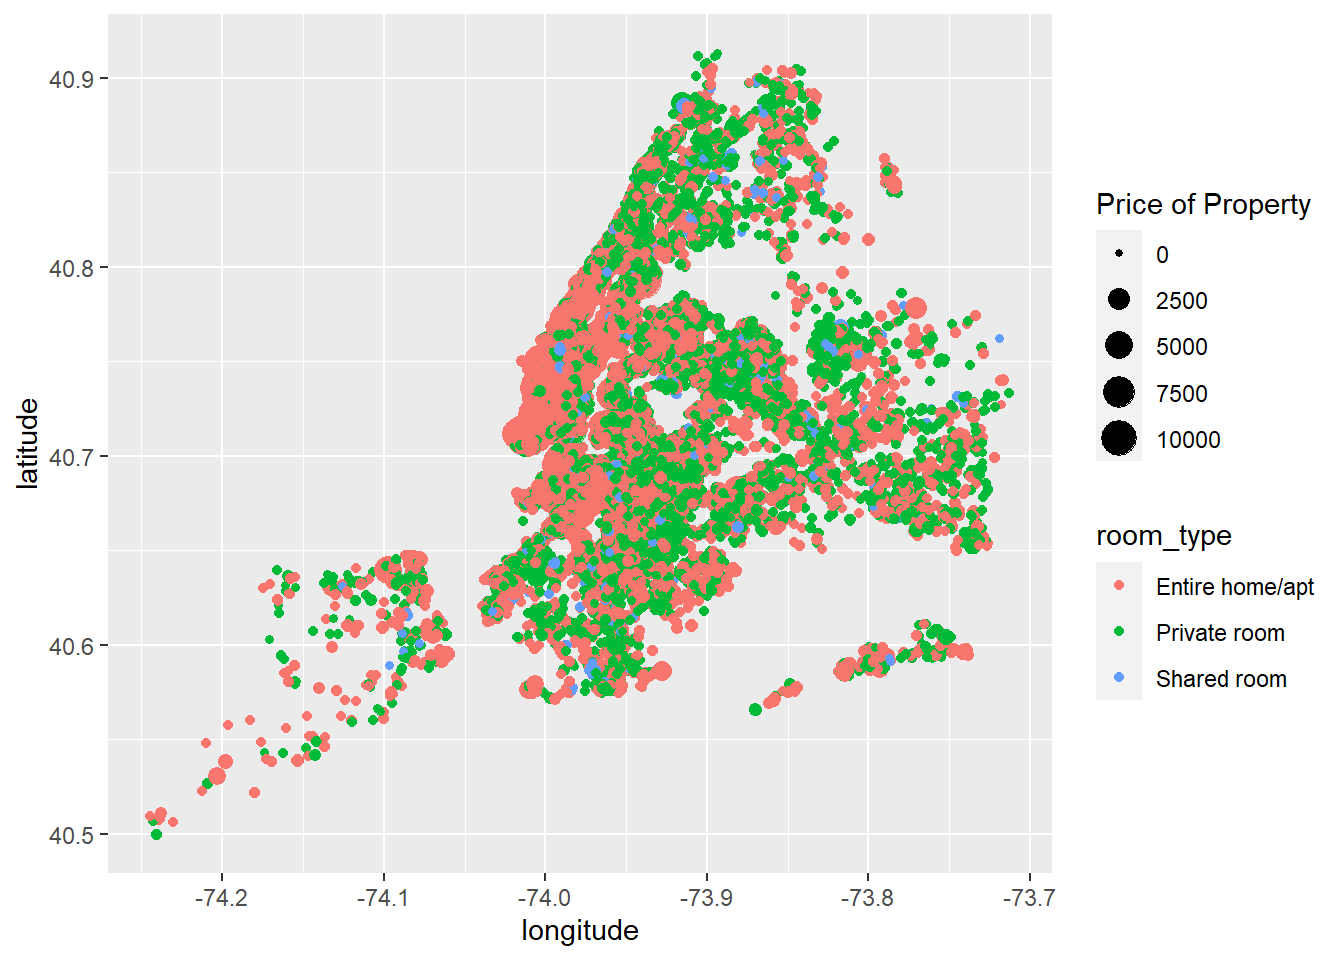 40.9
40.8
40.7
40.6
40.5
latitude
-74.2
-74.1
-74.0
-73.9
-73.8
-73.7
longitude
Price of Property
0
2500
5000
7500
10000
room_type
Entire home/apt
Private room
Shared room